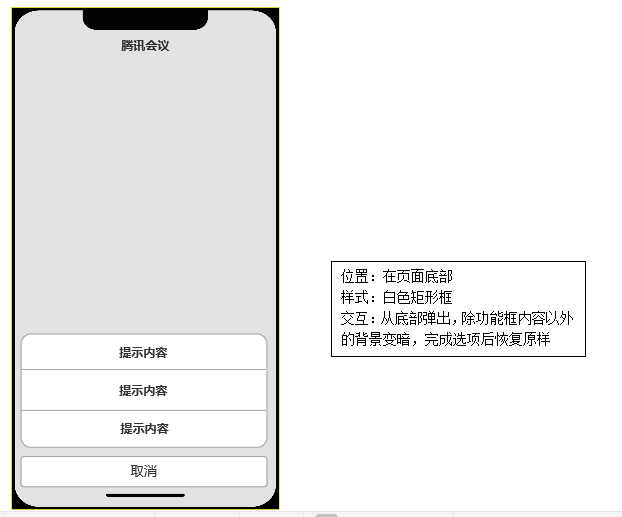 腾讯会议
提示内容
提示内容
提示内容
取消
位置：在页面底部
样式：白色矩形框
交互：从底部弹出，除功能框内容以外
的背景变暗，完成选项后恢复原样